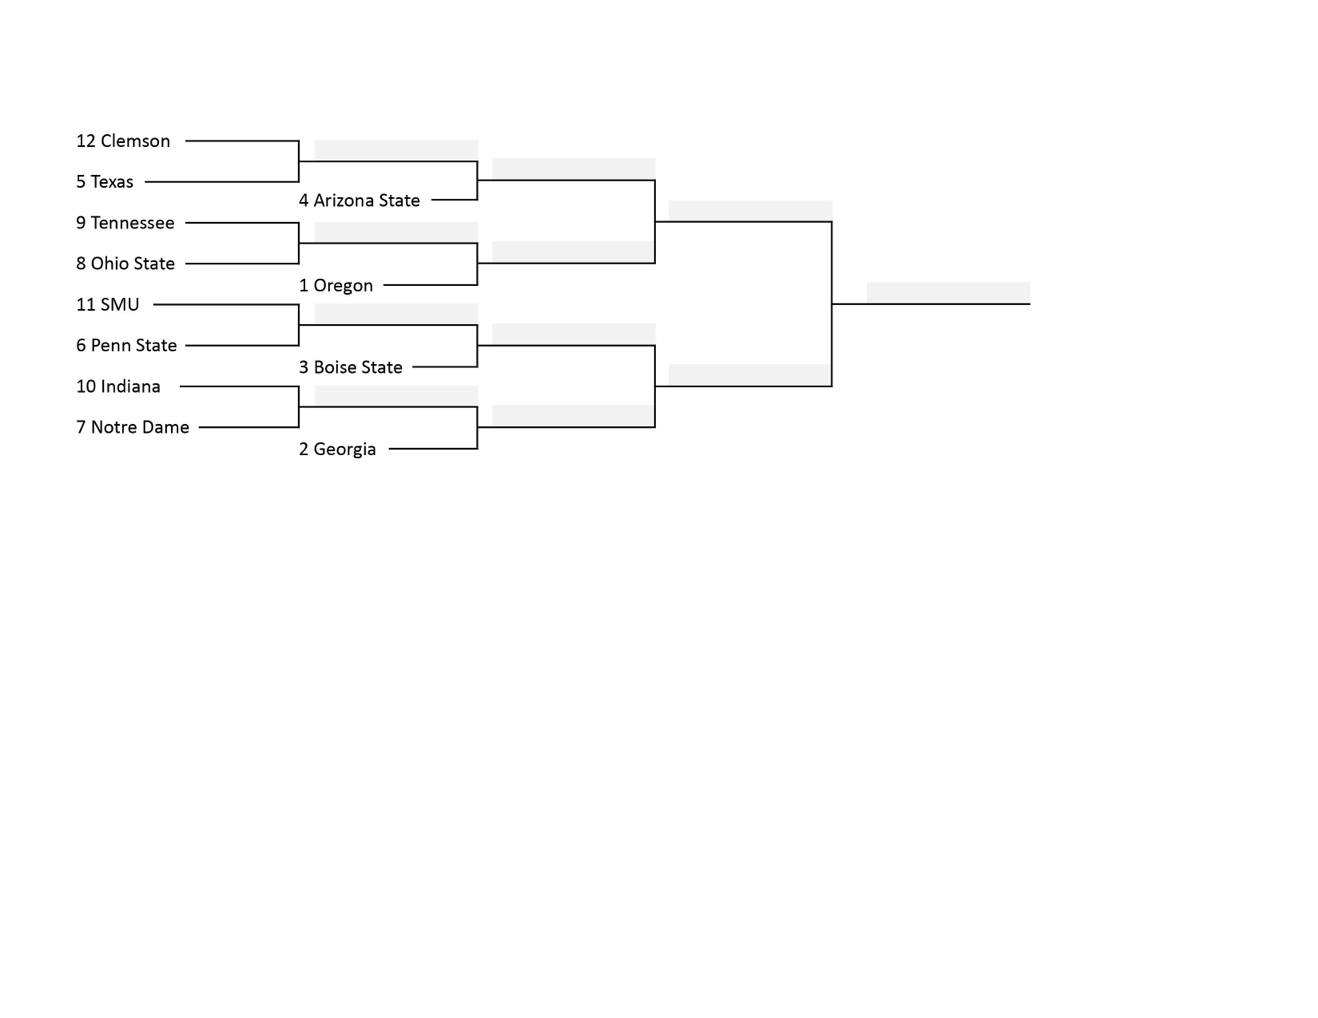 12 Clemson
5 Texas
4 Arizona State
9 Tennessee
8 Ohio State
1 Oregon
11 SMU
6 Penn State
3 Boise State
10 Indiana
7 Notre Dame
2 Georgia